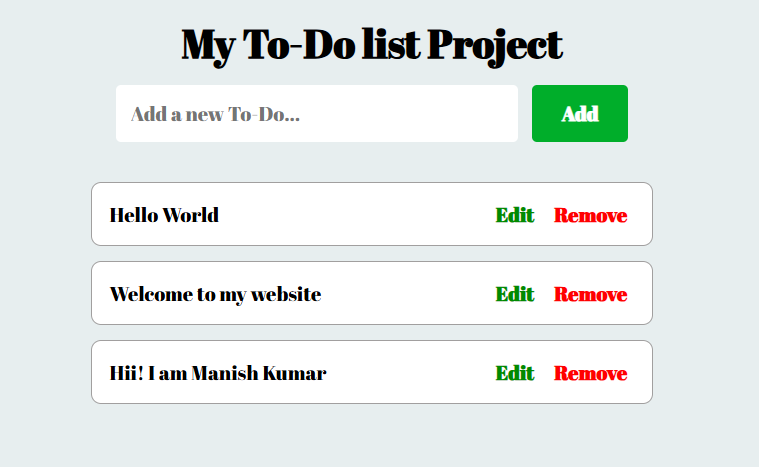 My To-Do list Project
Add a new To-Do...
Add
Hello World Edit Remove
Welcome to my website Edit Remove
Hii! I am Manish Kumar Edit Remove